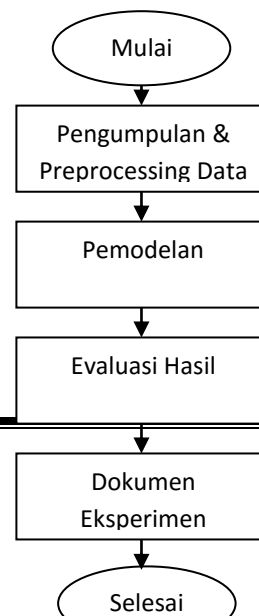 Mulai
Pengumpulan &
Preprocessing Data
Pemodelan
Evaluasi Hasil
Dokumen
Eksperimen
Selesai